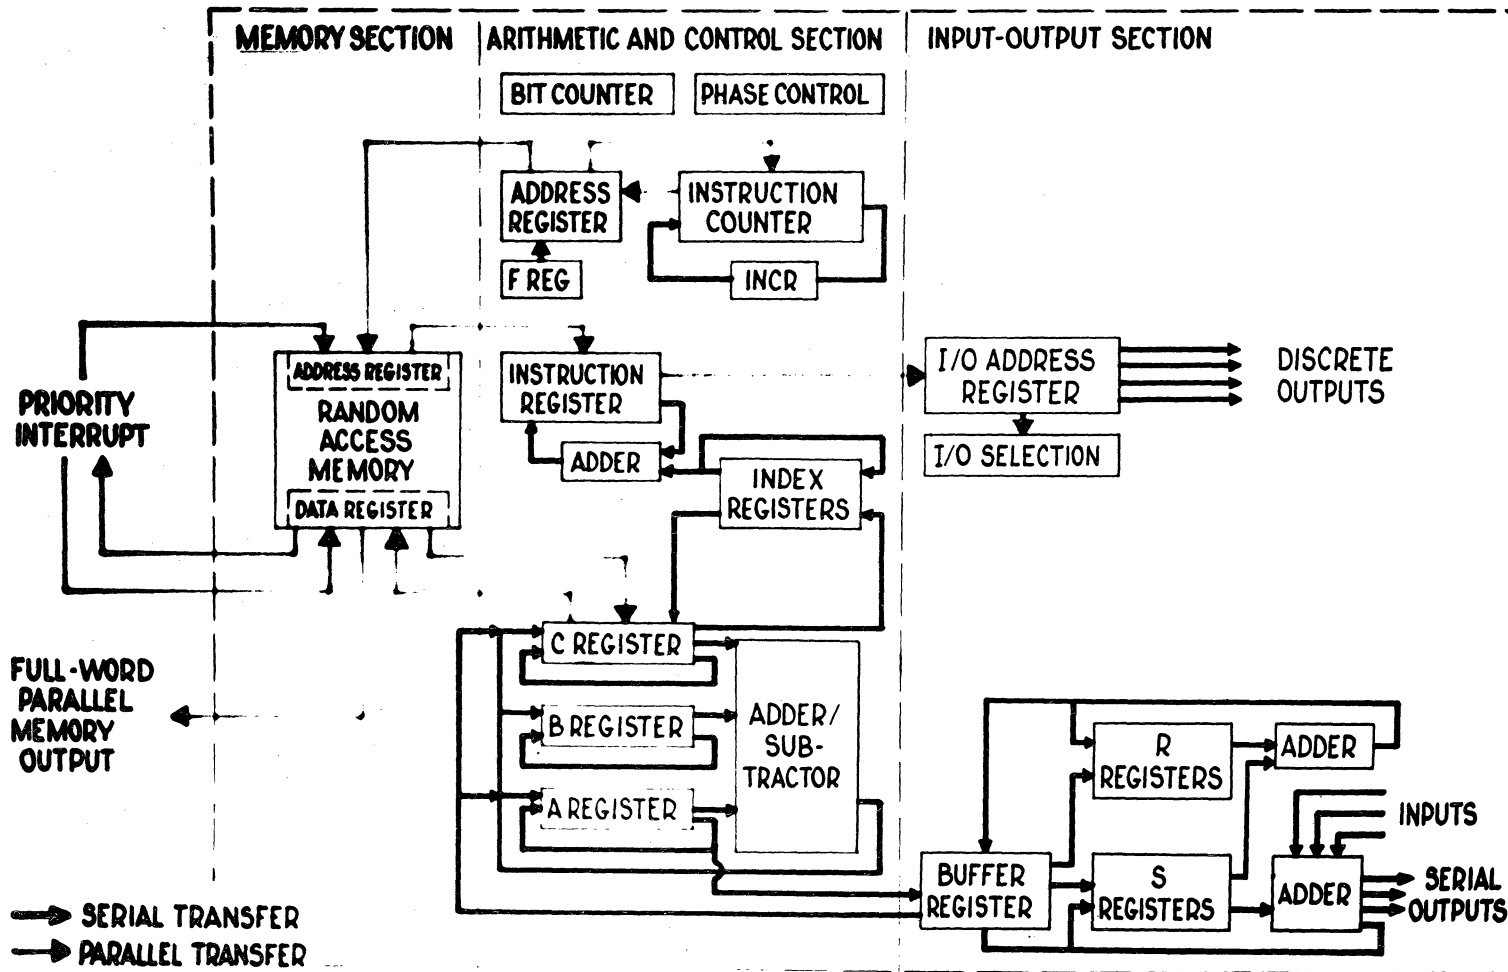 MEMORY SECTION
ARITHMETIC AND CONTROL SECTION
INPUT-OUTPUT SECTION
BIT COUNTER
PHASE CONTROL
ADDRESS
REGISTER
INSTRUCTION
COUNTER
F REG
INCR
PRIORITY
INTERRUPT
ADDRESS REGISTER
RANDOM
ACCESS
MEMORY
DATA REGISTER
INSTRUCTION
REGISTER
ADDER
INDEX
REGISTERS
I/O ADDRESS
REGISTER
I/O SELECTION
DISCRETE
OUTPUTS
FULL-WORD
PARALLEL
MEMORY
OUTPUT
C REGISTER
B REGISTER
A REGISTER
ADDER/
SUB-
TRACTOR
R
REGISTERS
ADDER
INPUTS
BUFFER
REGISTER
S
REGISTERS
ADDER
SERIAL
OUTPUTS
SERIAL TRANSFER
PARALLEL TRANSFER